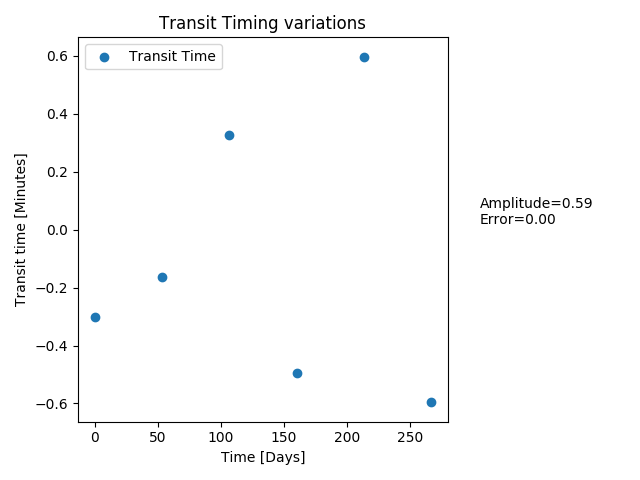 Transit Timing variations
Transit Time
Transit time [Minutes]
0.6
0.4
0.2
0.0
−0.2
−0.4
−0.6
0
50
100
150
200
250
Time [Days]
Amplitude=0.59
Error=0.00